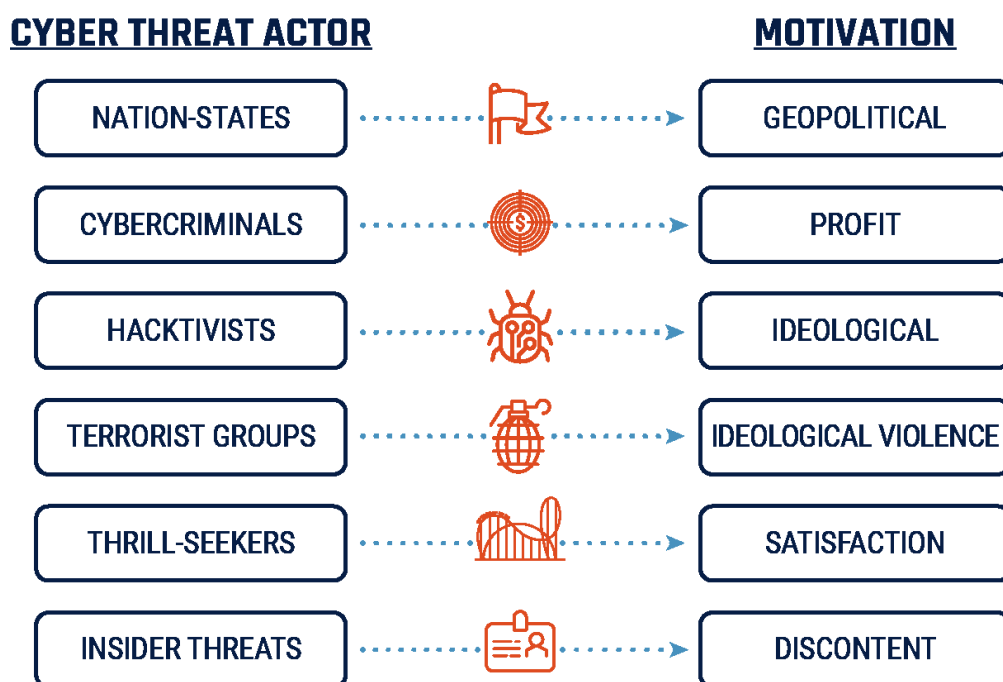 CYBER THREAT ACTOR MOTIVATION
NATION-STATES GEOPOLITICAL
CYBERCRIMINALS $ PROFIT
HACKTIVISTS IDEOLOGICAL
TERRORIST GROUPS IDEOLOGICAL VIOLENCE
THRILL-SEEKERS SATISFACTION
INSIDER THREATS DISCONTENT